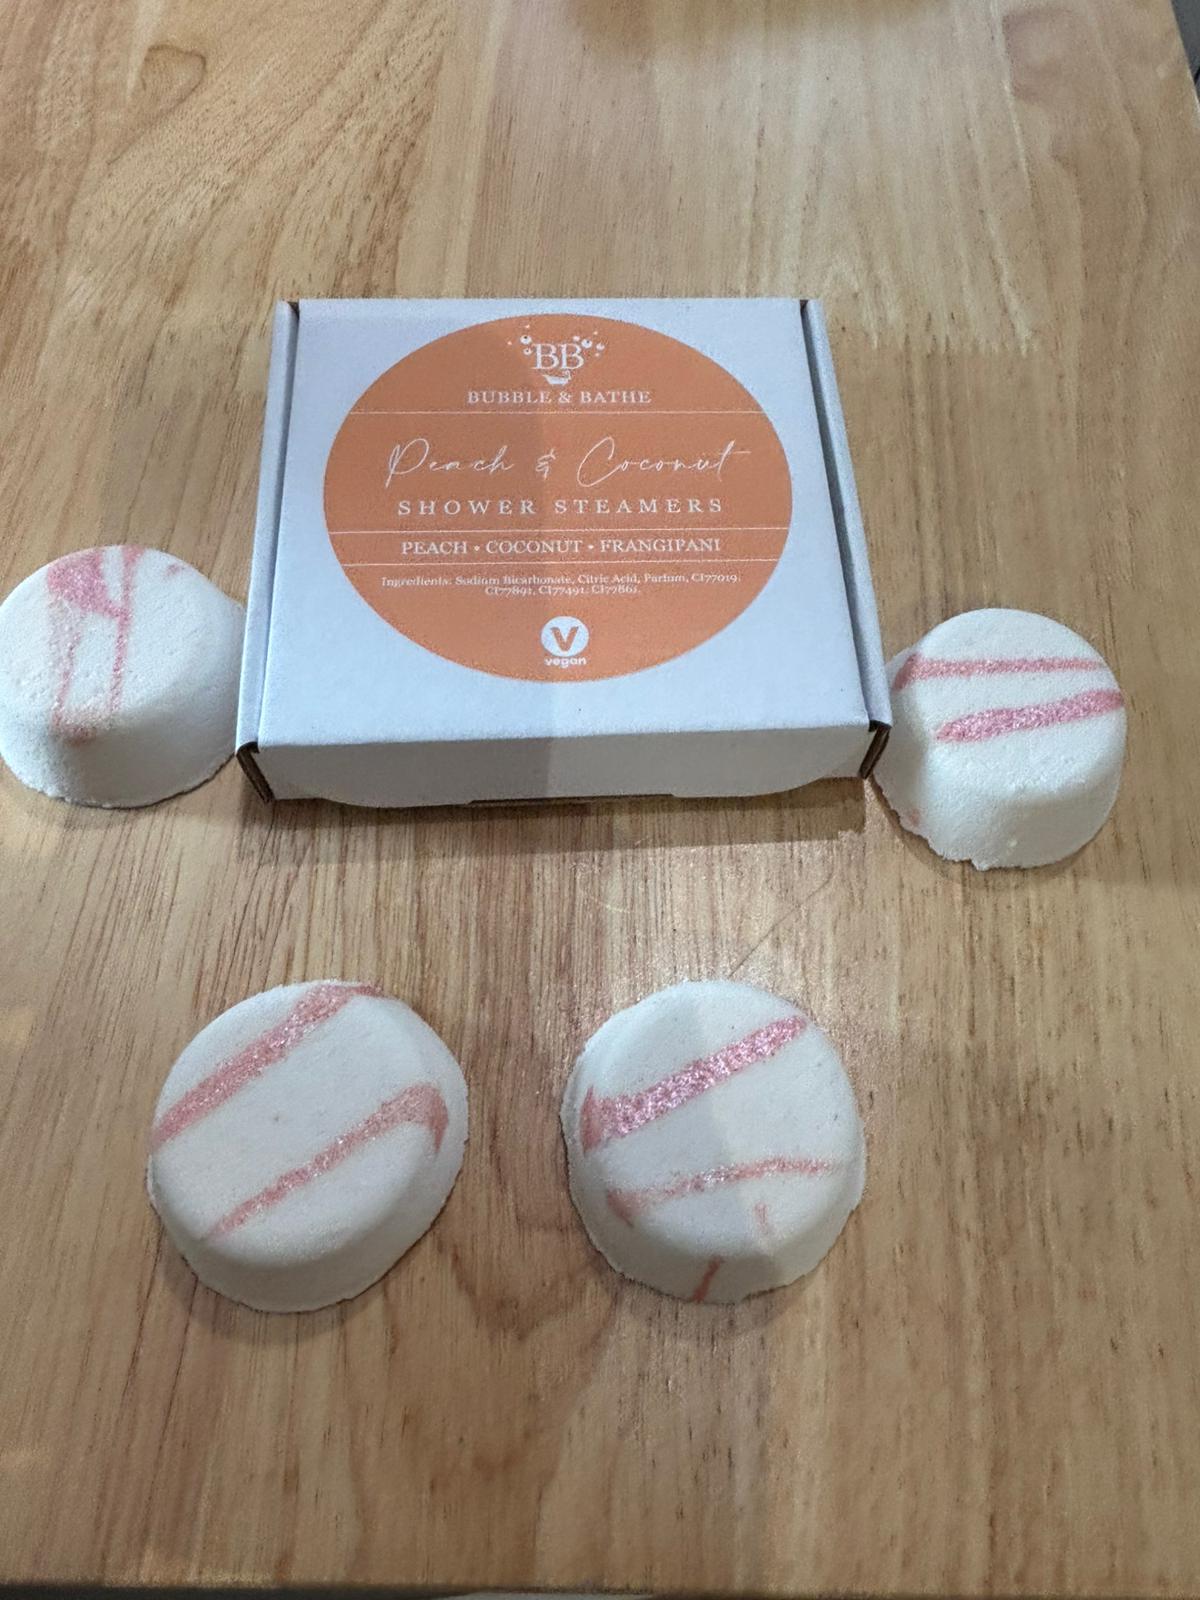 BB
BUBBLE & BATHE
Peach & Coconut
SHOWER STEAMERS
PEACH • COCONUT • FRANGIPANI
Ingredients: Sodium Bicarbonate, Citric Acid, Parfum, CI77019,
CI77891, CI77491, CI77861.
V
vegan